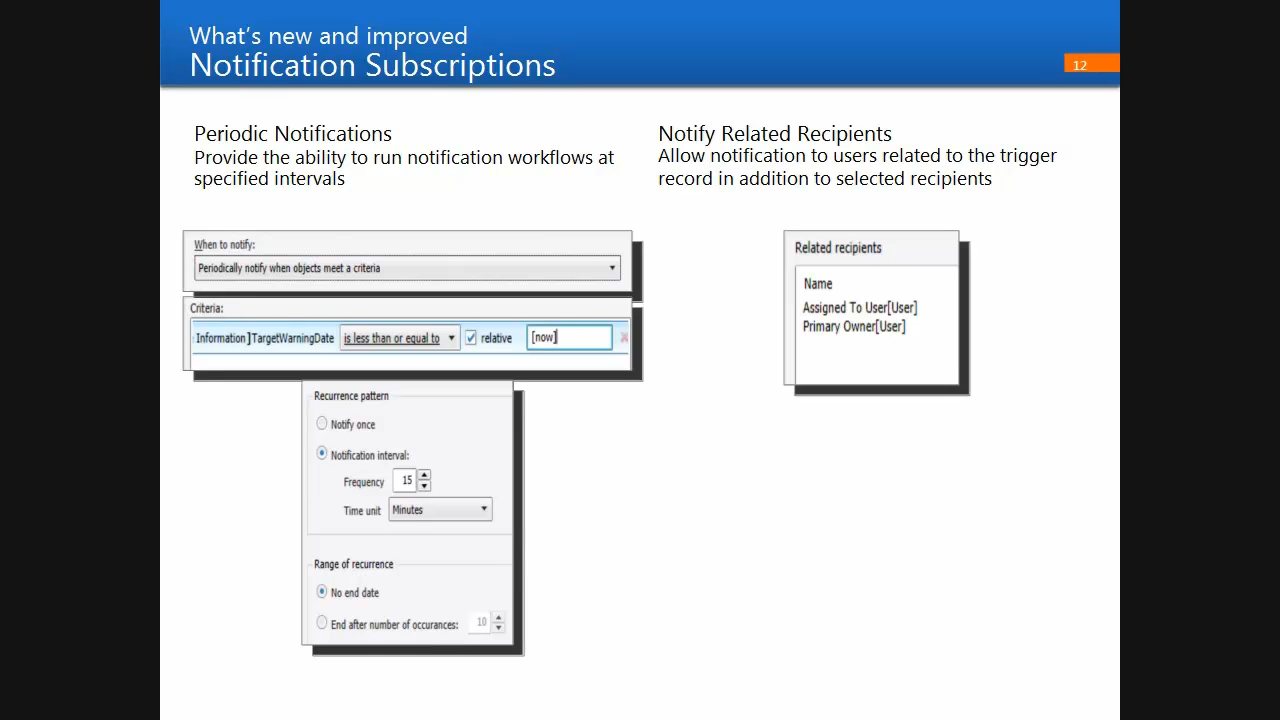 What's new and improved
Notification Subscriptions
12
Periodic Notifications
Provide the ability to run notification workflows at
specified intervals
When to notify:
Periodically notify when objects meet a criteria
Criteria:
Information]TargetWarningDate is less than or equal to relative [now]
Recurrence pattern
Notify once
Notification interval:
Frequency 15
Time unit Minutes
Range of recurrence
No end date
End after number of occurances: 10
Notify Related Recipients
Allow notification to users related to the trigger
record in addition to selected recipients
Related recipients
Name
Assigned To User[User]
Primary Owner[User]